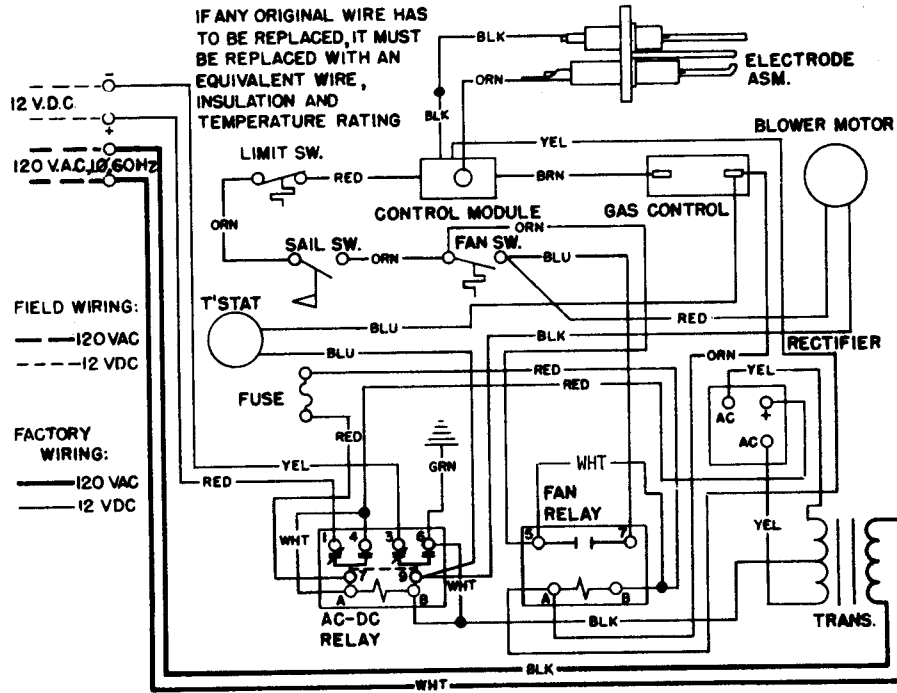 IF ANY ORIGINAL WIRE HAS
TO BE REPLACED, IT MUST
BE REPLACED WITH AN
EQUIVALENT WIRE,
INSULATION AND
TEMPERATURE RATING
BLK
ORN
BLK
ELECTRODE
ASM.
−
12 V.D.C.
+
120 V.A.C., 1Ø, 60Hz
YEL
BLOWER MOTOR
LIMIT SW.
RED
BRN
CONTROL MODULE
GAS CONTROL
ORN
ORN
SAIL SW.
ORN
FAN SW.
BLU
T'STAT
FIELD WIRING:
120 VAC
12 VDC
BLU
RED
BLK
BLU
ORN
RECTIFIER
RED
RED
YEL
FUSE
AC
+
AC
RED
FACTORY
WIRING:
120 VAC
12 VDC
YEL
RED
GRN
WHT
FAN
RELAY
WHT
1
4
3
6
5
7
YEL
7
9
WHT
A
B
A
B
AC-DC
RELAY
BLK
TRANS.
BLK
WHT